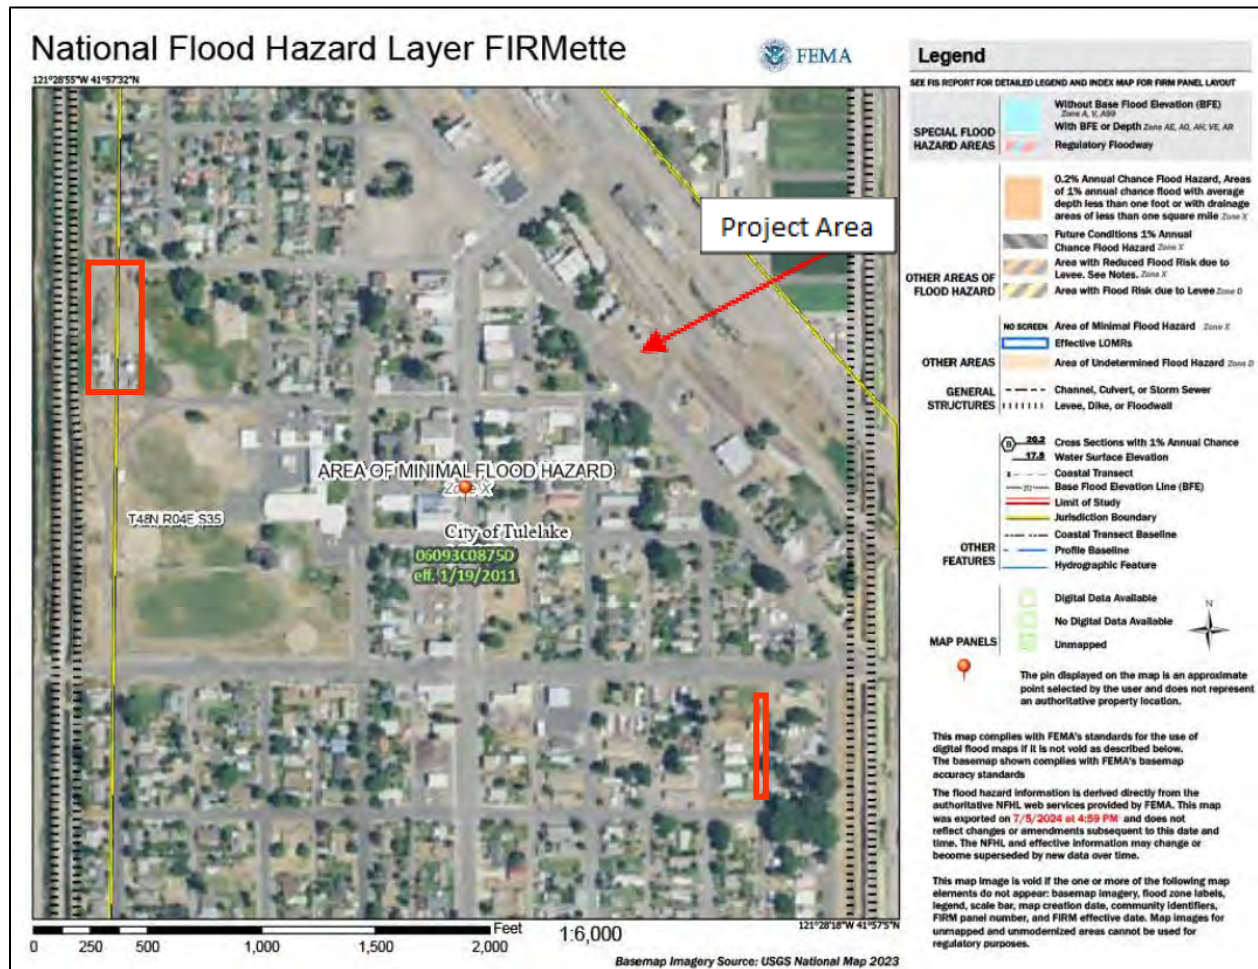 National Flood Hazard Layer FIRMette
FEMA
121°28'55"W 41°57'32"N
Project Area
AREA OF MINIMAL FLOOD HAZARD
Zone X
T48N R04E S35
City of Tulelake
06093C0875D
eff. 1/19/2011
121°28'18"W 41°57'5"N
0 250 500 1,000 1,500 2,000 Feet 1:6,000
Basemap Imagery Source: USGS National Map 2023
Legend
SEE FIS REPORT FOR DETAILED LEGEND AND INDEX MAP FOR FIRM PANEL LAYOUT
SPECIAL FLOOD
HAZARD AREAS
Without Base Flood Elevation (BFE)
Zone A, V, A99
With BFE or Depth Zone AE, AO, AH, VE, AR
Regulatory Floodway
OTHER AREAS OF
FLOOD HAZARD
0.2% Annual Chance Flood Hazard, Areas
of 1% annual chance flood with average
depth less than one foot or with drainage
areas of less than one square mile Zone X
Future Conditions 1% Annual
Chance Flood Hazard Zone X
Area with Reduced Flood Risk due to
Levee. See Notes. Zone X
Area with Flood Risk due to Levee Zone D
OTHER AREAS
NO SCREEN Area of Minimal Flood Hazard Zone X
Effective LOMRs
Area of Undetermined Flood Hazard Zone D
GENERAL
STRUCTURES
Channel, Culvert, or Storm Sewer
Levee, Dike, or Floodwall
OTHER
FEATURES
B 20.2 Cross Sections with 1% Annual Chance
17.5 Water Surface Elevation
Coastal Transect
Base Flood Elevation Line (BFE)
Limit of Study
Jurisdiction Boundary
Coastal Transect Baseline
Profile Baseline
Hydrographic Feature
MAP PANELS
Digital Data Available
No Digital Data Available
Unmapped
N
The pin displayed on the map is an approximate
point selected by the user and does not represent
an authoritative property location.
This map complies with FEMA's standards for the use of
digital flood maps if it is not void as described below.
The basemap shown complies with FEMA's basemap
accuracy standards
The flood hazard information is derived directly from the
authoritative NFHL web services provided by FEMA. This map
was exported on 7/5/2024 at 4:59 PM and does not
reflect changes or amendments subsequent to this date and
time. The NFHL and effective information may change or
become superseded by new data over time.
This map image is void if the one or more of the following map
elements do not appear: basemap imagery, flood zone labels,
legend, scale bar, map creation date, community identifiers,
FIRM panel number, and FIRM effective date. Map images for
unmapped and unmodernized areas cannot be used for
regulatory purposes.